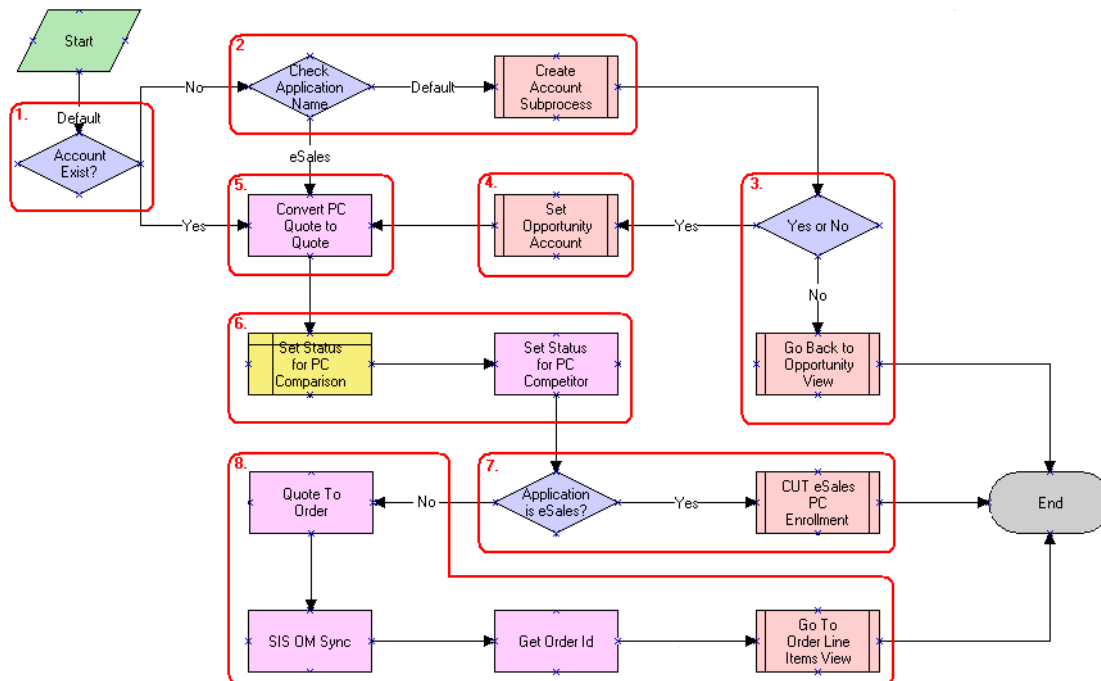 Start
1.
Default
Account
Exist?
No
Yes
2
Check
Application
Name
Default
Create
Account
Subprocess
eSales
5.
Convert PC
Quote to
Quote
4.
Set
Opportunity
Account
Yes
3.
Yes or No
No
Go Back to
Opportunity
View
6.
Set Status
for PC
Comparison
Set Status
for PC
Competitor
7.
Application
is eSales?
Yes
CUT eSales
PC
Enrollment
End
8.
Quote To
Order
No
SIS OM Sync
Get Order Id
Go To
Order Line
Items View